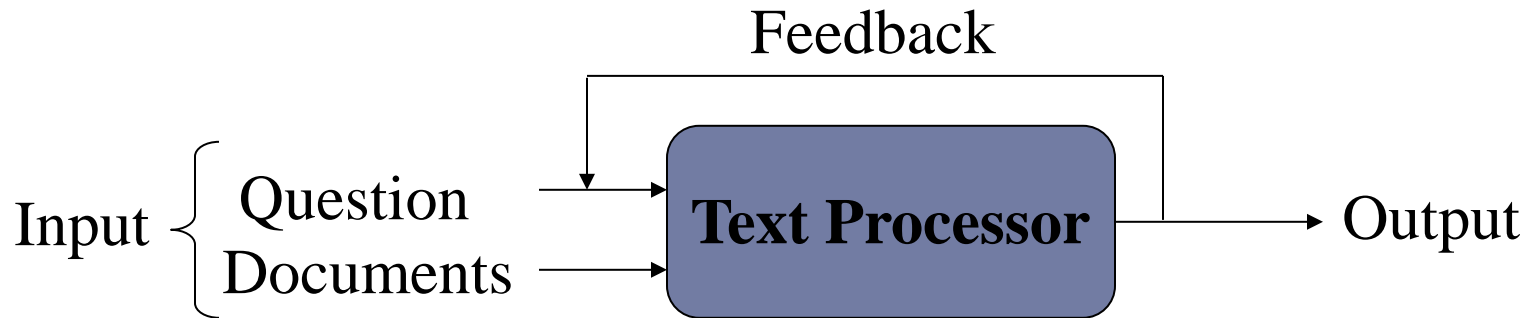 Feedback
Input
Question
Documents
Text Processor
Output